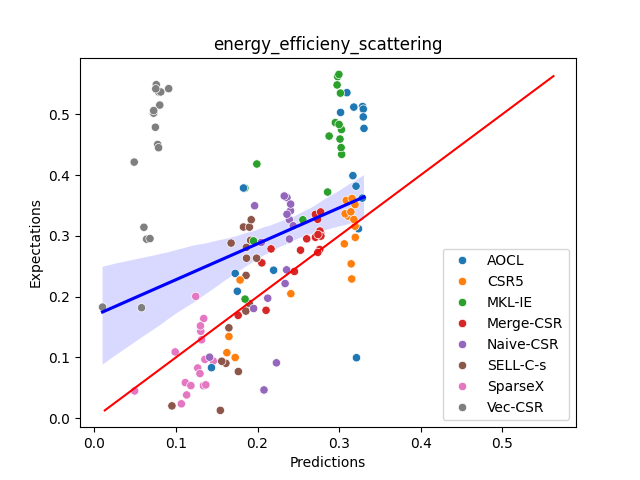 energy_efficieny_scattering
Expectations
0.5
0.4
0.3
0.2
0.1
0.0
0.0 0.1 0.2 0.3 0.4 0.5
Predictions
AOCL
CSR5
MKL-IE
Merge-CSR
Naive-CSR
SELL-C-s
SparseX
Vec-CSR